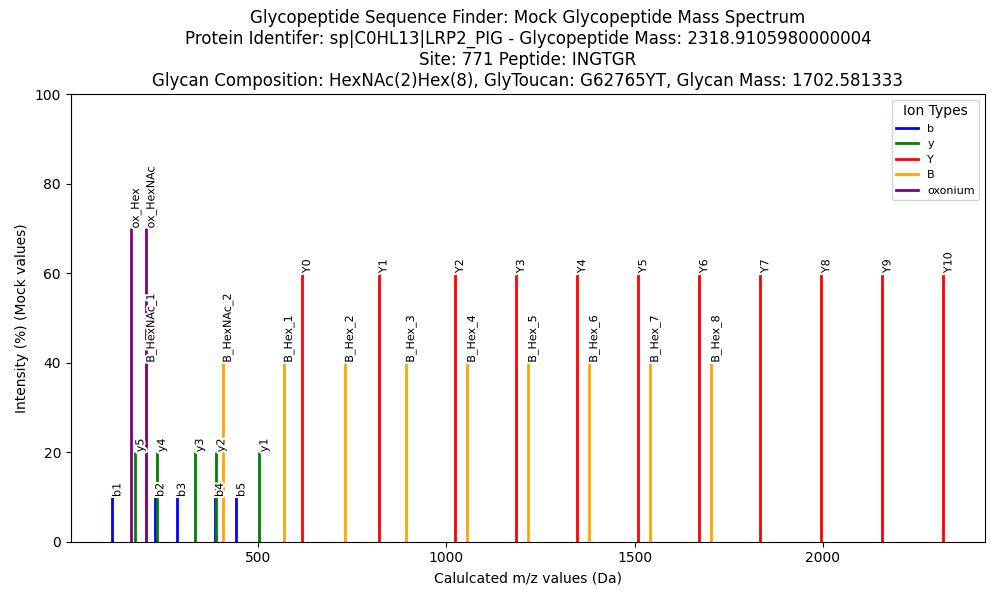 Glycopeptide Sequence Finder: Mock Glycopeptide Mass Spectrum
Protein Identifer: sp|C0HL13|LRP2_PIG - Glycopeptide Mass: 2318.9105980000004
Site: 771 Peptide: INGTGR
Glycan Composition: HexNAc(2)Hex(8), GlyToucan: G62765YT, Glycan Mass: 1702.581333
Intensity (%) (Mock values)
100
80
60
40
20
0
Ion Types
b
y
Y
B
oxonium
ox_Hex
ox_HexNAc
B_HexNAc_1
B_HexNAc_2
B_Hex_1
B_Hex_2
B_Hex_3
B_Hex_4
B_Hex_5
B_Hex_6
B_Hex_7
B_Hex_8
Y0
Y1
Y2
Y3
Y4
Y5
Y6
Y7
Y8
Y9
Y10
y5
y4
y3
y2
y1
b1
b2
b3
b4
b5
500
1000
1500
2000
Calulcated m/z values (Da)